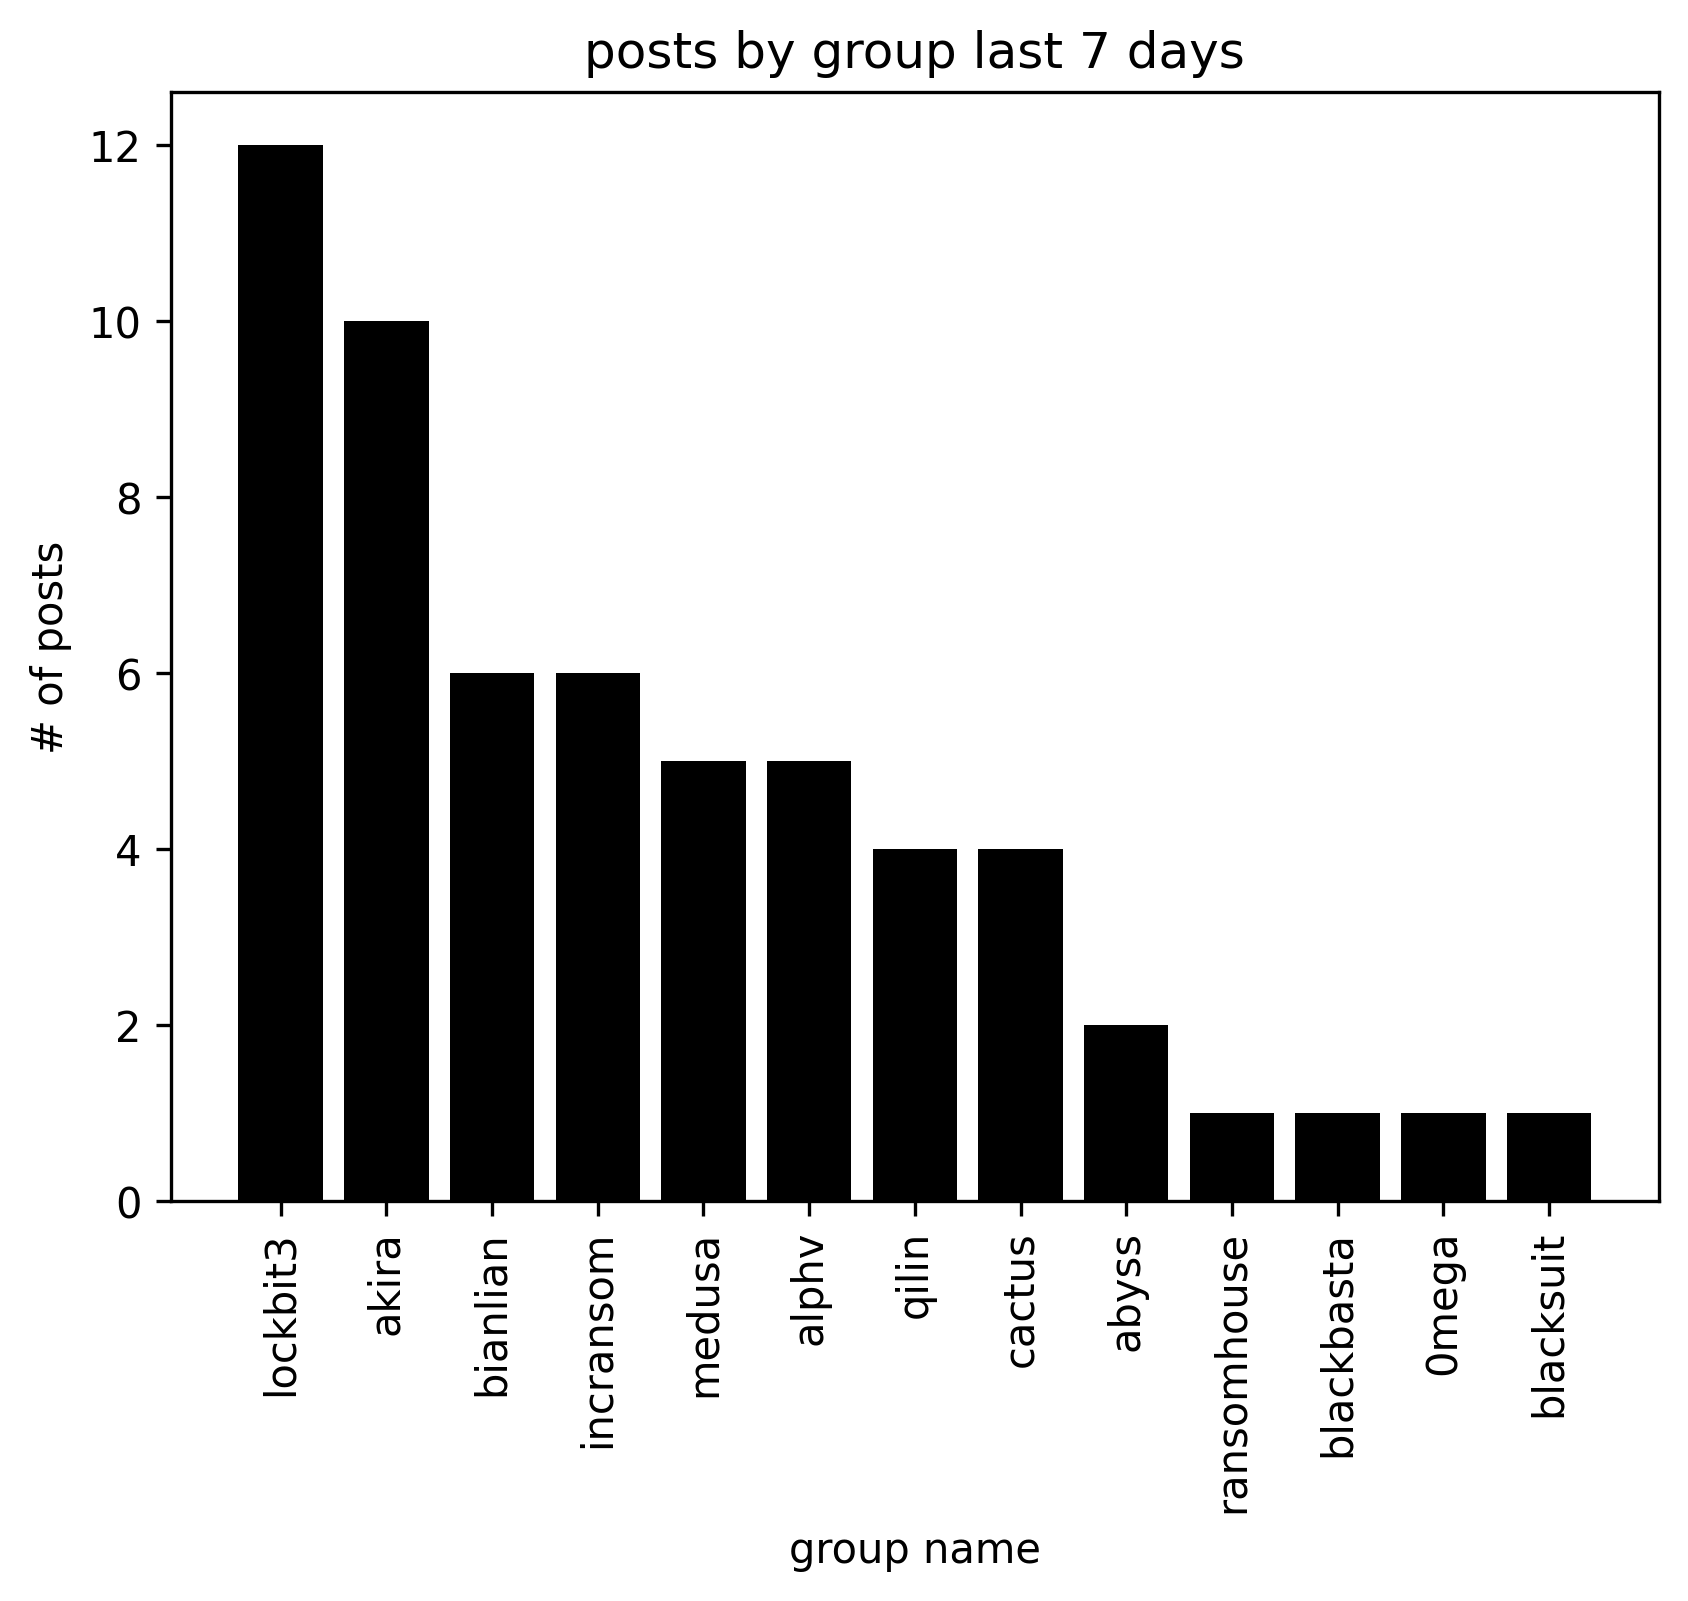 posts by group last 7 days
# of posts
12
10
8
6
4
2
0
lockbit3
akira
bianlian
incransom
medusa
alphv
qilin
cactus
abyss
ransomhouse
blackbasta
0mega
blacksuit
group name